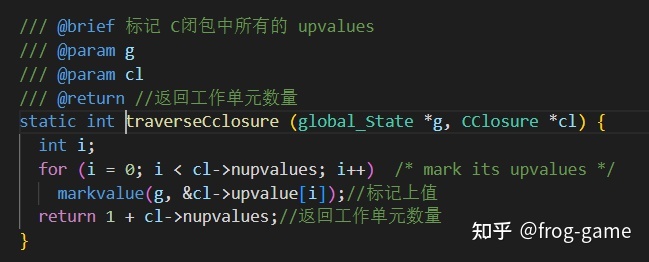 /// @brief 标记 C闭包中所有的 upvalues
/// @param g
/// @param cl
/// @return //返回工作单元数量
static int traverseCclosure (global_State *g, CClosure *cl) {
  int i;
  for (i = 0; i < cl->nupvalues; i++)  /* mark its upvalues */
    markvalue(g, &cl->upvalue[i]);//标记上值
  return 1 + cl->nupvalues;//返回工作单元数量
}
知乎 @frog-game